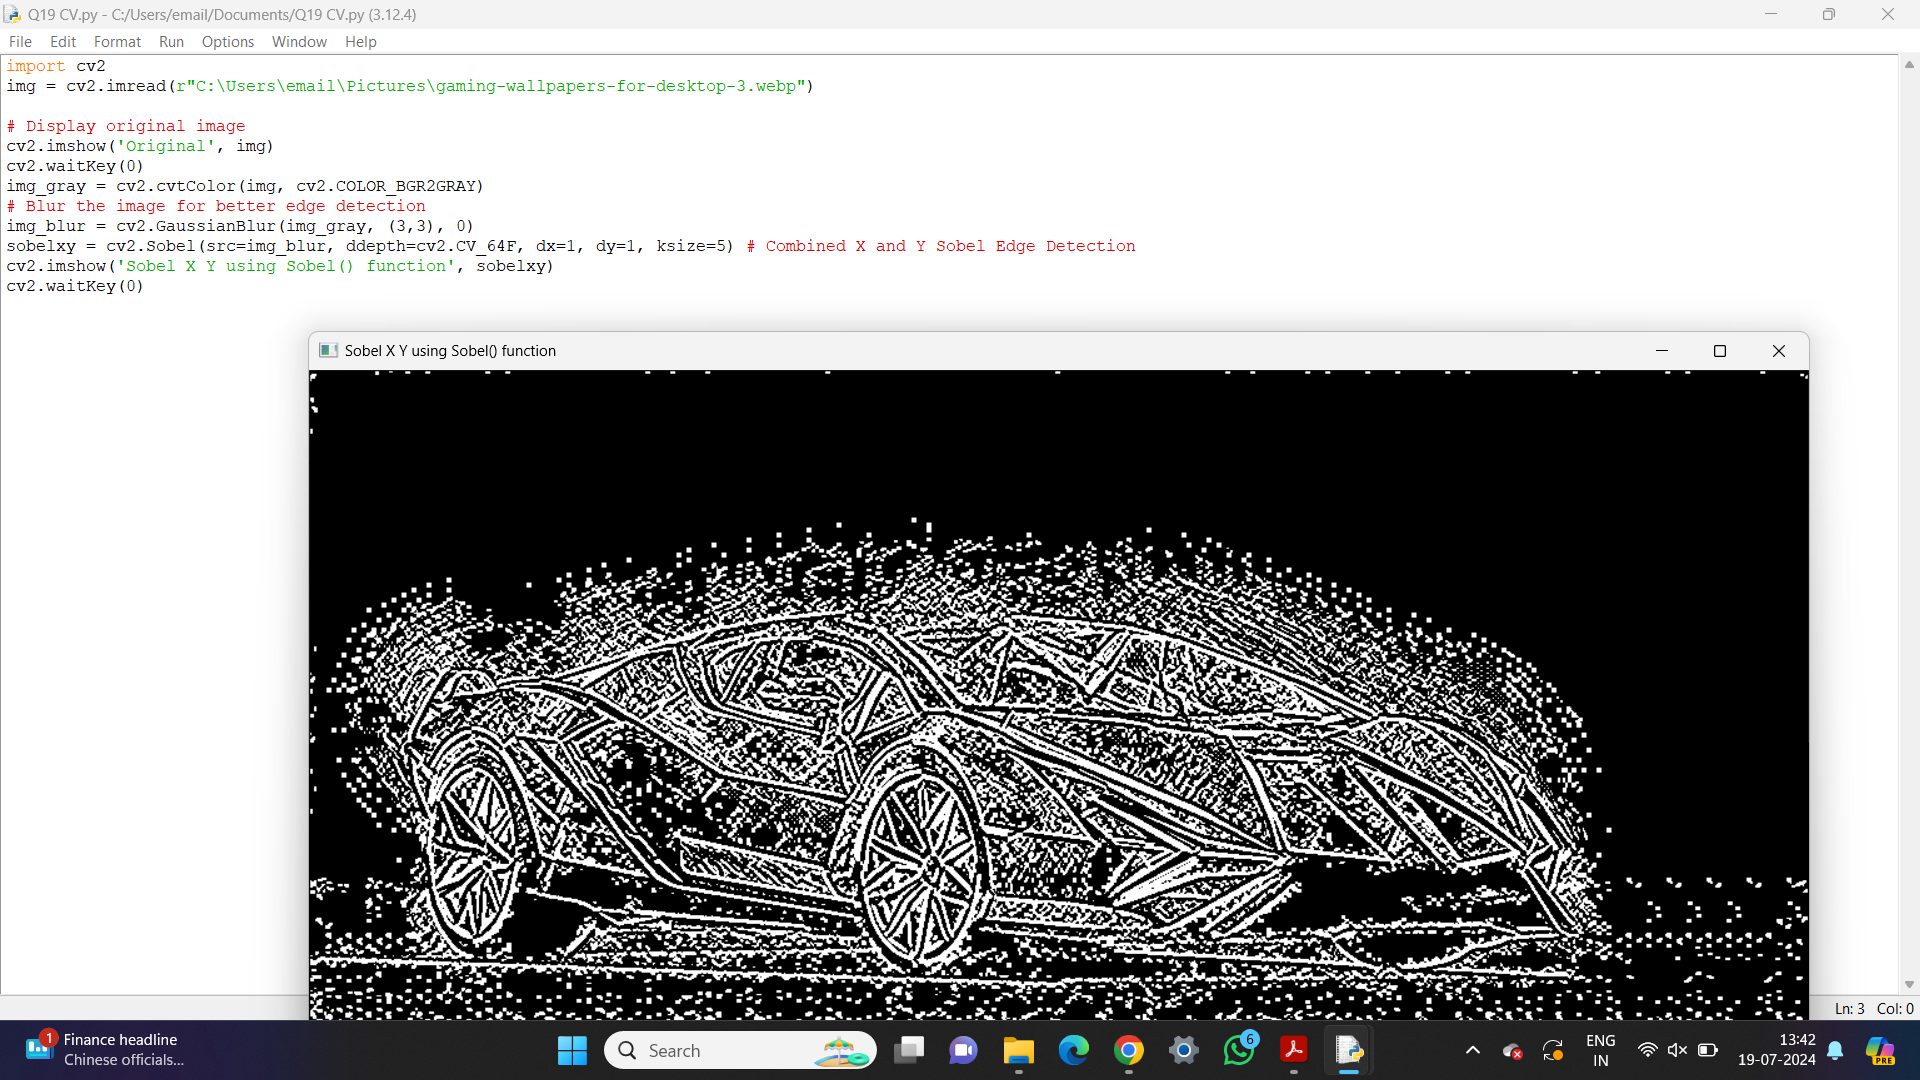 Q19 CV.py - C:/Users/email/Documents/Q19 CV.py (3.12.4)
File Edit Format Run Options Window Help
import cv2
img = cv2.imread(r"C:\Users\email\Pictures\gaming-wallpapers-for-desktop-3.webp")
# Display original image
cv2.imshow('Original', img)
cv2.waitKey(0)
img_gray = cv2.cvtColor(img, cv2.COLOR_BGR2GRAY)
# Blur the image for better edge detection
img_blur = cv2.GaussianBlur(img_gray, (3,3), 0)
sobelxy = cv2.Sobel(src=img_blur, ddepth=cv2.CV_64F, dx=1, dy=1, ksize=5) # Combined X and Y Sobel Edge Detection
cv2.imshow('Sobel X Y using Sobel() function', sobelxy)
cv2.waitKey(0)
Sobel X Y using Sobel() function
Ln: 3 Col: 0
1
Finance headline
Chinese officials...
Search
6
ENG
IN
13:42
19-07-2024
PRE